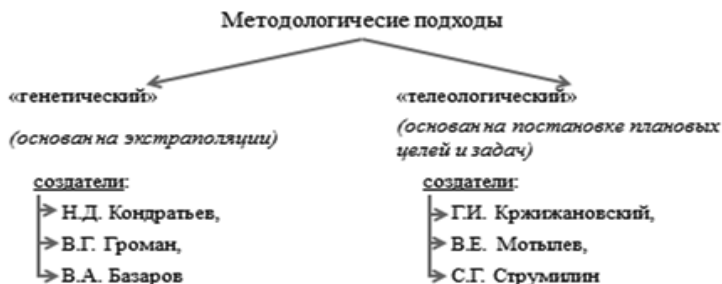 Методологичесие подходы
«генетический»
(основан на экстраполяции)
создатели:
Н.Д. Кондратьев,
В.Г. Громан,
В.А. Базаров
«телеологический»
(основан на постановке плановых
целей и задач)
создатели:
Г.И. Кржижановский,
В.Е. Мотылев,
С.Г. Струмилин